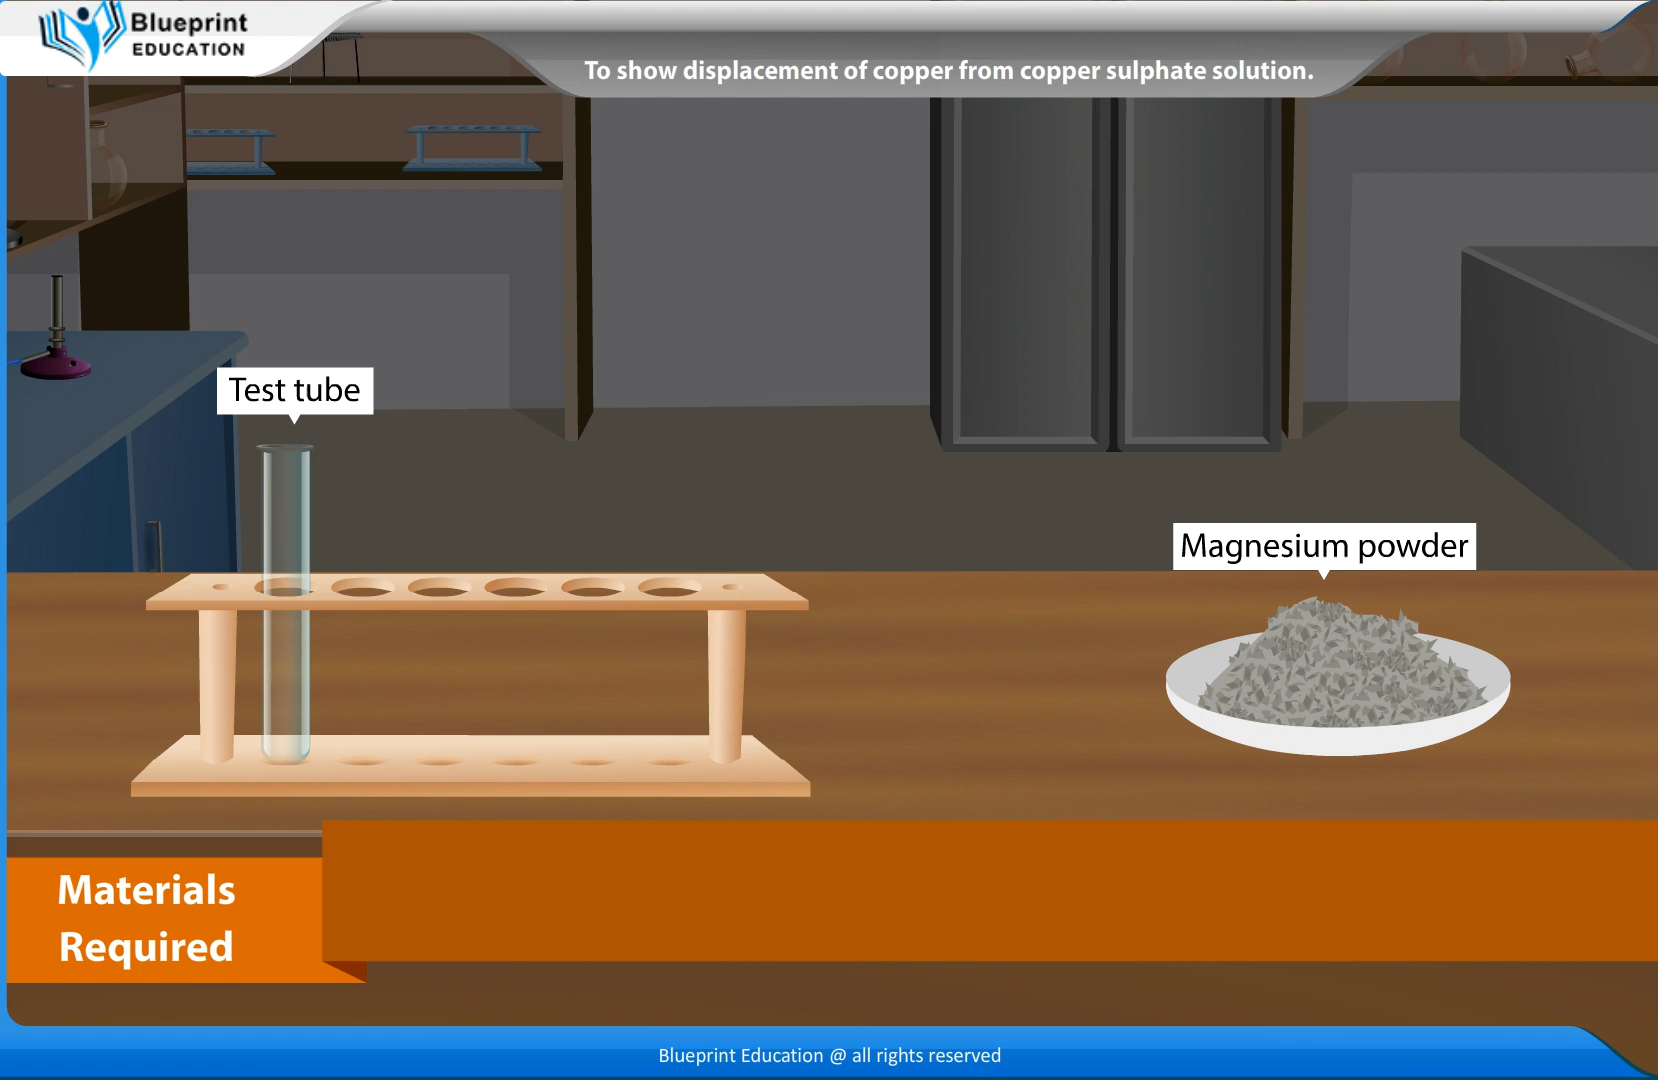 Blueprint
EDUCATION
To show displacement of copper from copper sulphate solution.
Test tube
Magnesium powder
Materials
Required
Blueprint Education @ all rights reserved